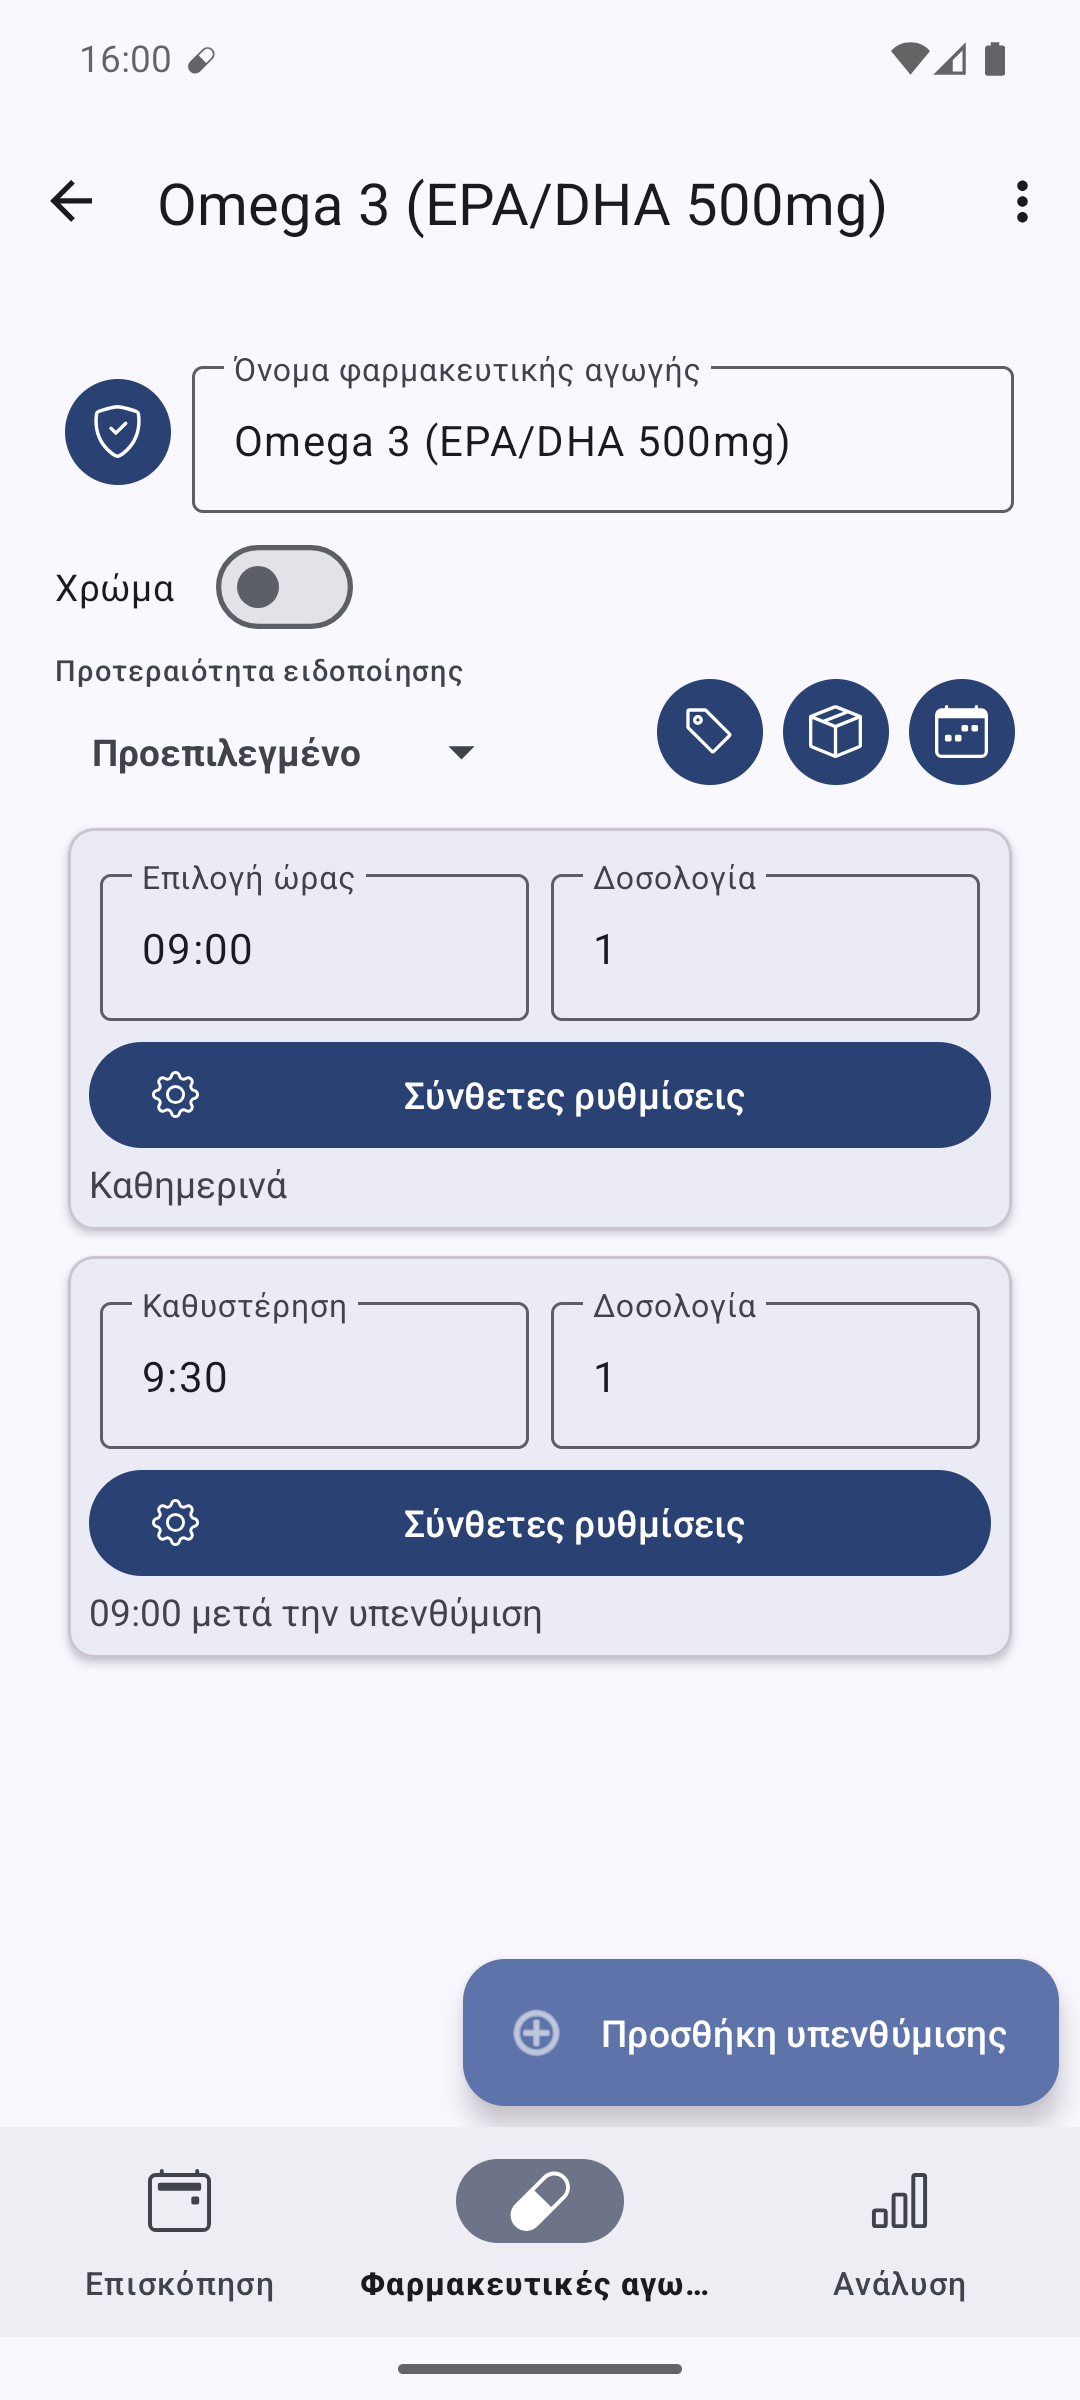 16:00
Omega 3 (EPA/DHA 500mg)
Όνομα φαρμακευτικής αγωγής
Omega 3 (EPA/DHA 500mg)
Χρώμα
Προτεραιότητα ειδοποίησης
Προεπιλεγμένο
Επιλογή ώρας
Δοσολογία
09:00
1
Σύνθετες ρυθμίσεις
Καθημερινά
Καθυστέρηση
Δοσολογία
9:30
1
Σύνθετες ρυθμίσεις
09:00 μετά την υπενθύμιση
Προσθήκη υπενθύμισης
Επισκόπηση
Φαρμακευτικές αγω…
Ανάλυση